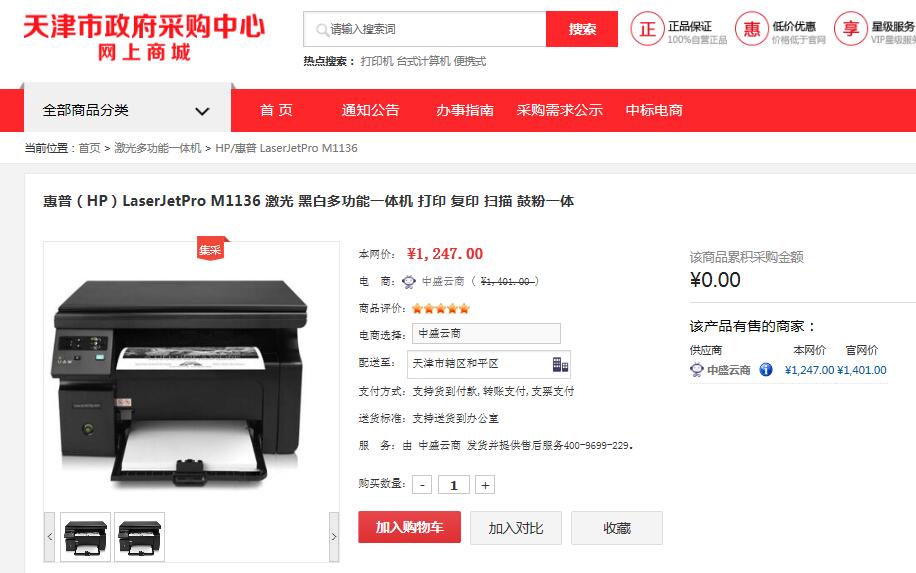 天津市政府采购中心
网上商城
请输入搜索词
搜索
热点搜索： 打印机 台式计算机 便携式
正 正品保证
100%自营正品
惠 低价优惠
价格低于官网
享 星级服务
VIP星级服务
全部商品分类
首 页
通知公告
办事指南
采购需求公示
中标电商
当前位置：首页 > 激光多功能一体机 > HP/惠普 LaserJetPro M1136
惠普（HP）LaserJetPro M1136 激光 黑白多功能一体机 打印 复印 扫描 鼓粉一体
集采
本网价： ¥1,247.00
电 商： 中盛云商（ ¥1,401.00 ）
商品评价：
电商选择： 中盛云商
配送至： 天津市辖区和平区
支付方式：支持货到付款,转账支付,支票支付
送货标准：支持送货到办公室
服 务：由 中盛云商 发货并提供售后服务400-9699-229。
购买数量： - 1 +
加入购物车
加入对比
收藏
该商品累积采购金额
¥0.00
该产品有售的商家：
供应商 本网价 官网价
中盛云商 ¥1,247.00 ¥1,401.00